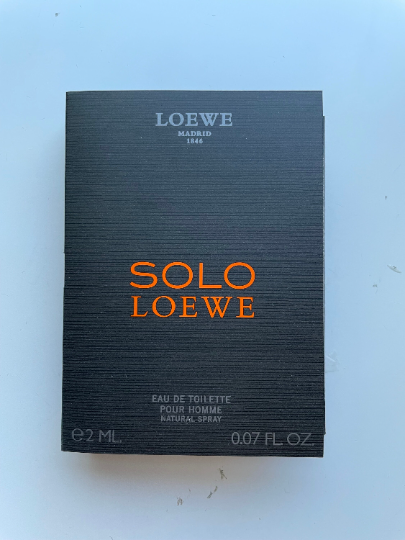 LOEWE
MADRID
1846
SOLO
LOEWE
EAU DE TOILETTE
POUR HOMME
NATURAL SPRAY
℮2 ML. 0.07 FL. OZ.